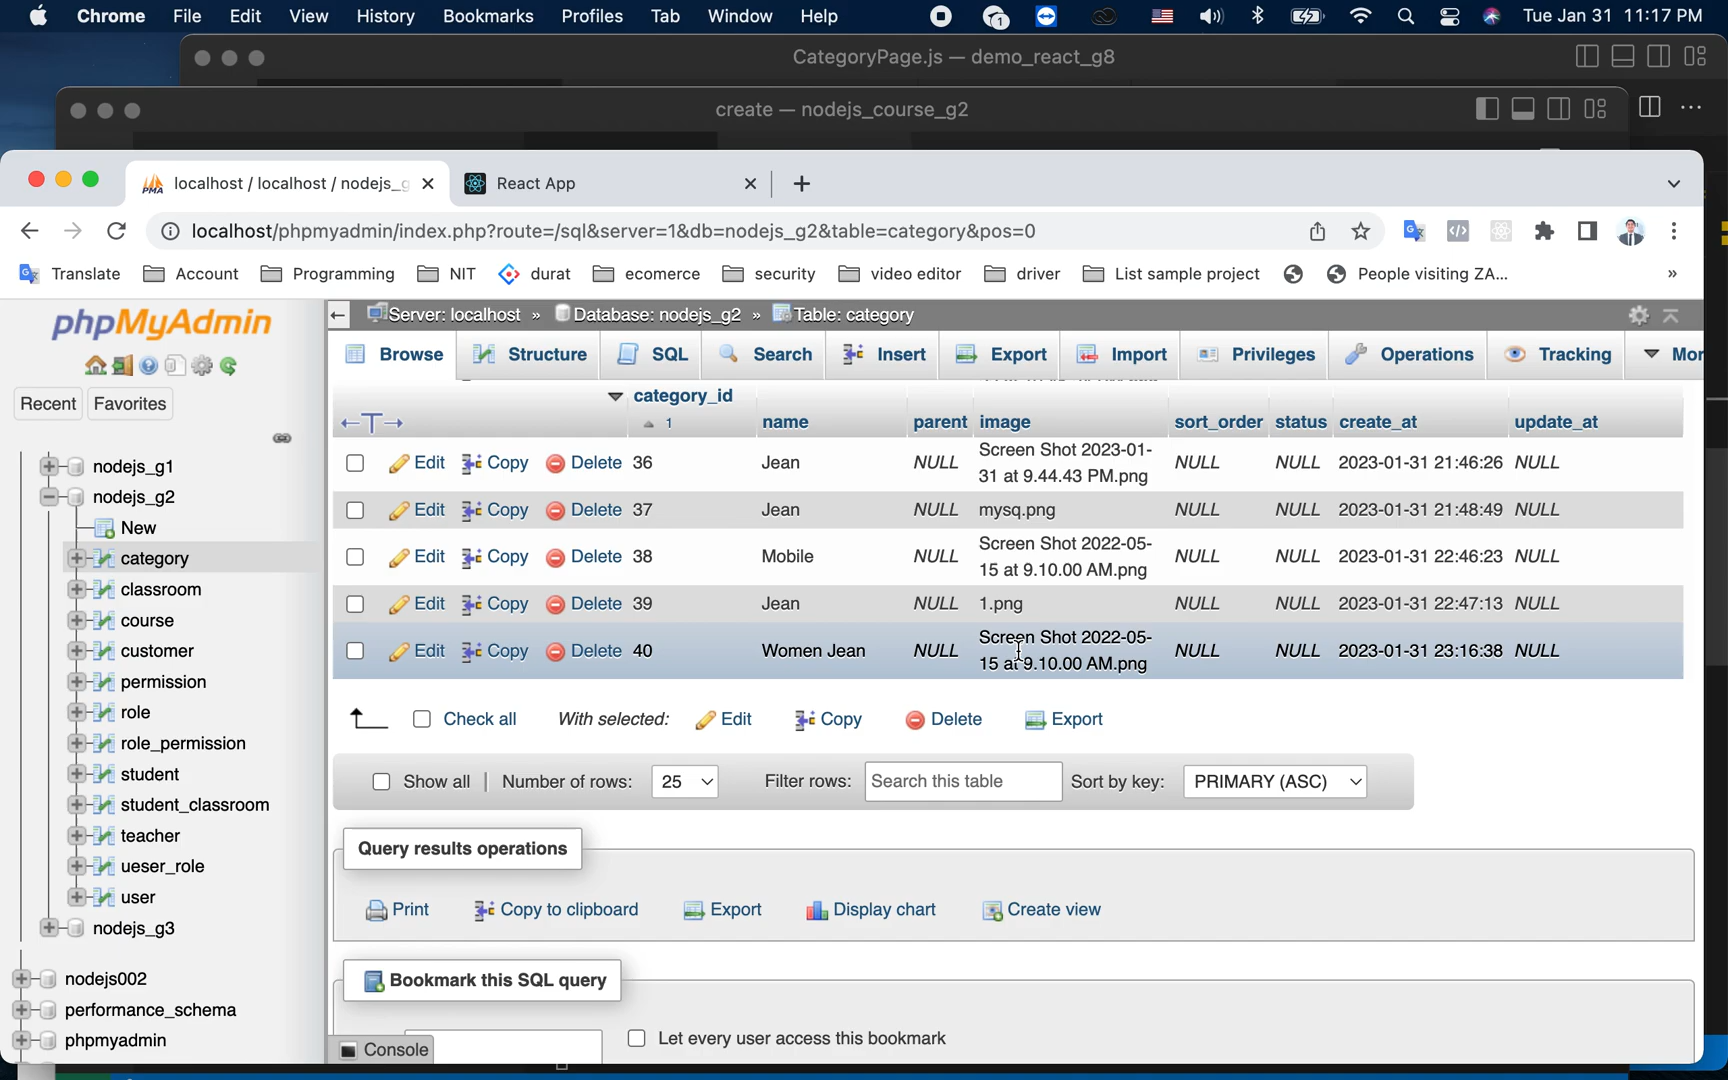 Chrome File Edit View History Bookmarks Profiles Tab Window Help 1 Tue Jan 31 11:17 PM
CategoryPage.js — demo_react_g8
create — nodejs_course_g2
PMA localhost / localhost / nodejs_g React App
localhost/phpmyadmin/index.php?route=/sql&server=1&db=nodejs_g2&table=category&pos=0
Translate Account Programming NIT durat ecomerce security video editor driver List sample project People visiting ZA... »
phpMyAdmin
Recent Favorites
nodejs_g1
nodejs_g2
New
category
classroom
course
customer
permission
role
role_permission
student
student_classroom
teacher
ueser_role
user
nodejs_g3
nodejs002
performance_schema
phpmyadmin
Server: localhost » Database: nodejs_g2 » Table: category
Browse Structure SQL Search Insert Export Import Privileges Operations Tracking Mor
category_id 1 name parent image sort_order status create_at update_at
Edit Copy Delete 36 Jean NULL Screen Shot 2023-01-
31 at 9.44.43 PM.png NULL NULL 2023-01-31 21:46:26 NULL
Edit Copy Delete 37 Jean NULL mysq.png NULL NULL 2023-01-31 21:48:49 NULL
Edit Copy Delete 38 Mobile NULL Screen Shot 2022-05-
15 at 9.10.00 AM.png NULL NULL 2023-01-31 22:46:23 NULL
Edit Copy Delete 39 Jean NULL 1.png NULL NULL 2023-01-31 22:47:13 NULL
Edit Copy Delete 40 Women Jean NULL Screen Shot 2022-05-
15 at 9.10.00 AM.png NULL NULL 2023-01-31 23:16:38 NULL
Check all With selected: Edit Copy Delete Export
Show all Number of rows: 25 Filter rows: Search this table Sort by key: PRIMARY (ASC)
Query results operations
Print Copy to clipboard Export Display chart Create view
Bookmark this SQL query
Let every user access this bookmark
Console